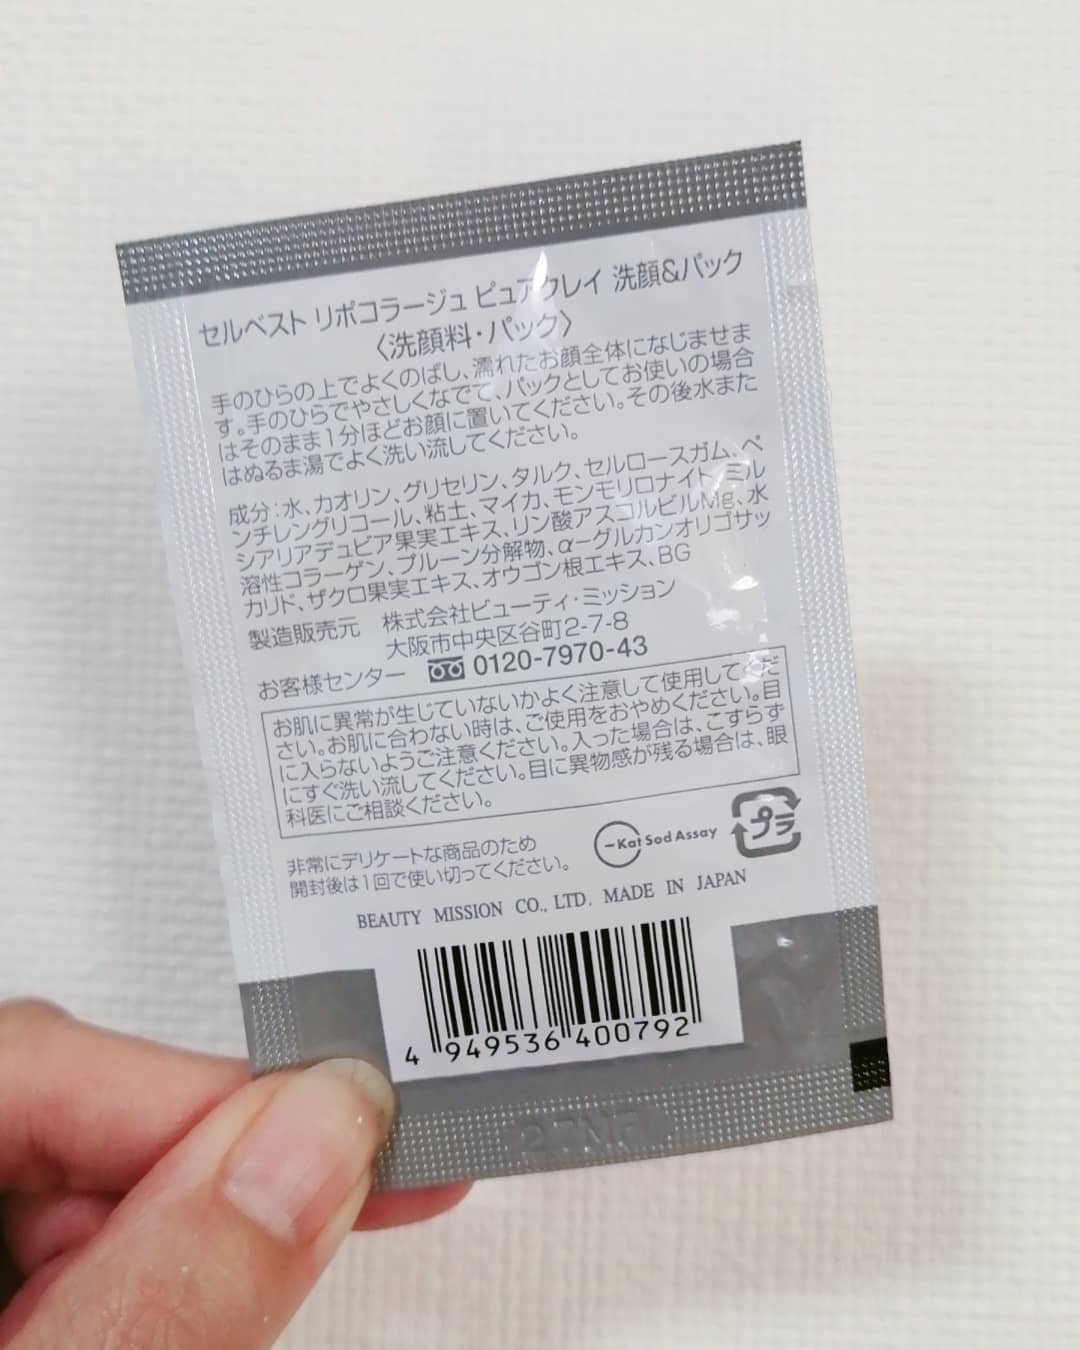 セルベスト リポコラージュ ピュアクレイ 洗顔&パック
〈洗顔料・パック〉
手のひらの上でよくのばし、濡れたお顔全体になじませま
す。手のひらでやさしくなでて、パックとしてお使いの場合
はそのまま1分ほどお顔に置いてください。その後水また
はぬるま湯でよく洗い流してください。
成分:水、カオリン、グリセリン、タルク、セルロースガム、ペ
ンチレングリコール、粘土、マイカ、モンモリロナイト、ミル
シアリアデュビア果実エキス、リン酸アスコルビルMg、水
溶性コラーゲン、プルーン分解物、α-グルカンオリゴサッ
カリド、ザクロ果実エキス、オウゴン根エキス、BG
製造販売元 株式会社ビューティ・ミッション
大阪市中央区谷町2-7-8
お客様センター 0120-7970-43
お肌に異常が生じていないかよく注意して使用してくだ
さい。お肌に合わない時は、ご使用をおやめください。目
に入らないようご注意ください。入った場合は、こすらず
にすぐ洗い流してください。目に異物感が残る場合は、眼
科医にご相談ください。
非常にデリケートな商品のため
開封後は1回で使い切ってください。
Kat Sod Assay
プラ
BEAUTY MISSION CO., LTD. MADE IN JAPAN
4 949536 400792